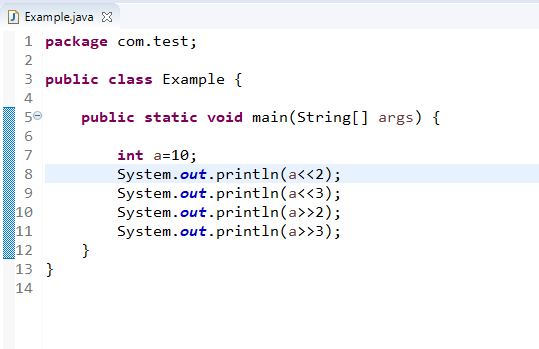 Example.java
1 package com.test;
2
3 public class Example {
4
5 public static void main(String[] args) {
6
7 int a=10;
8 System.out.println(a<<2);
9 System.out.println(a<<3);
10 System.out.println(a>>2);
11 System.out.println(a>>3);
12 }
13 }
14